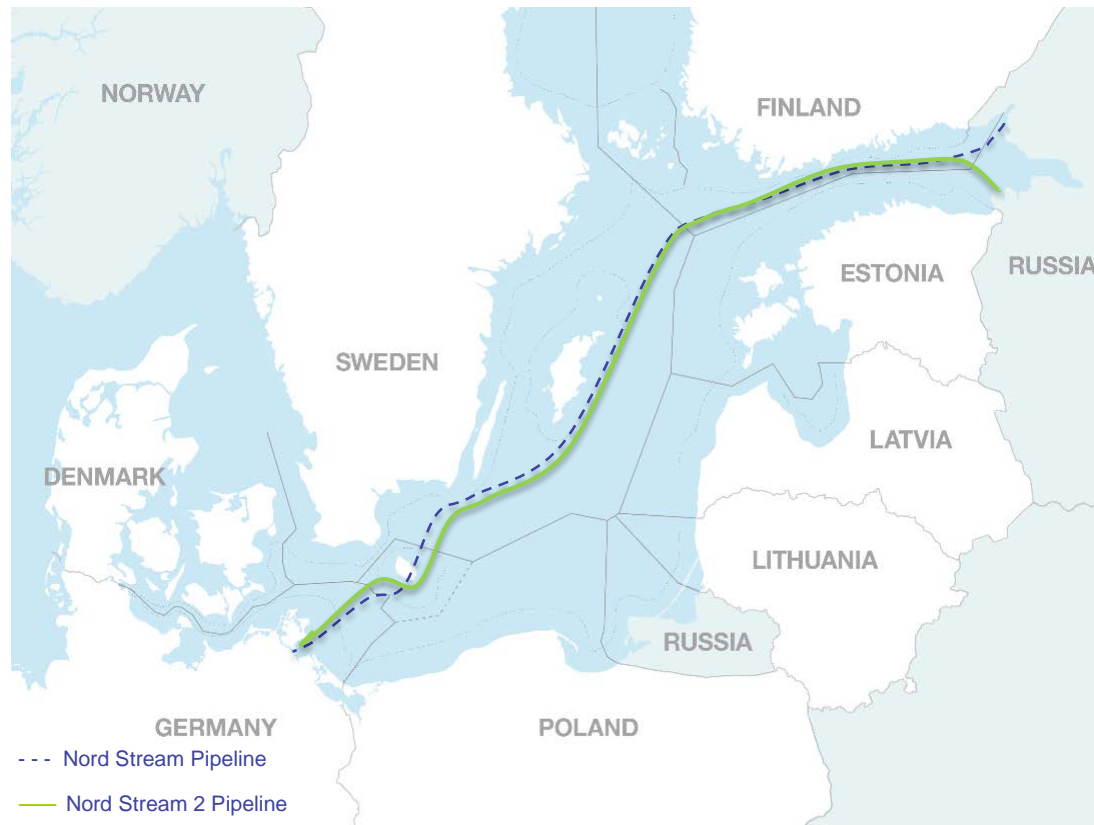 NORWAY
FINLAND
ESTONIA
RUSSIA
SWEDEN
LATVIA
DENMARK
LITHUANIA
RUSSIA
GERMANY
POLAND
- - - Nord Stream Pipeline
Nord Stream 2 Pipeline